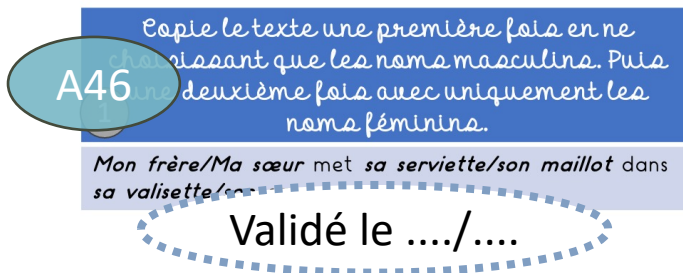 Copie le texte une première fois en ne
choisissant que les noms masculins. Puis
A46
une deuxième fois avec uniquement les
1
noms féminins.
Mon frère/Ma sœur met sa serviette/son maillot dans
sa valisette/
Validé le ..../....